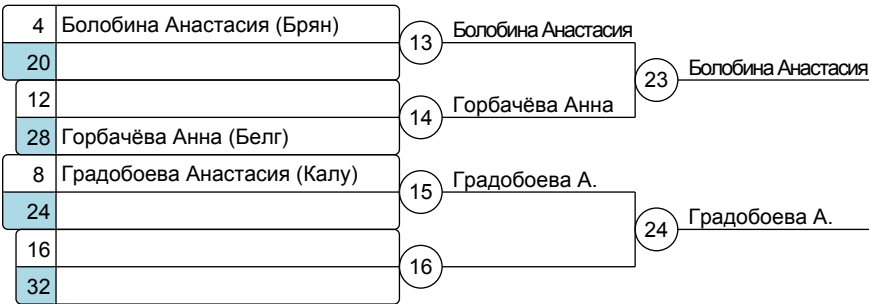 4 Болобина Анастасия (Брян)
20
12
28 Горбачёва Анна (Белг)
8 Градобоева Анастасия (Калу)
24
16
32
13 Болобина Анастасия
14 Горбачёва Анна
15 Градобоева А.
16
23 Болобина Анастасия
24 Градобоева А.